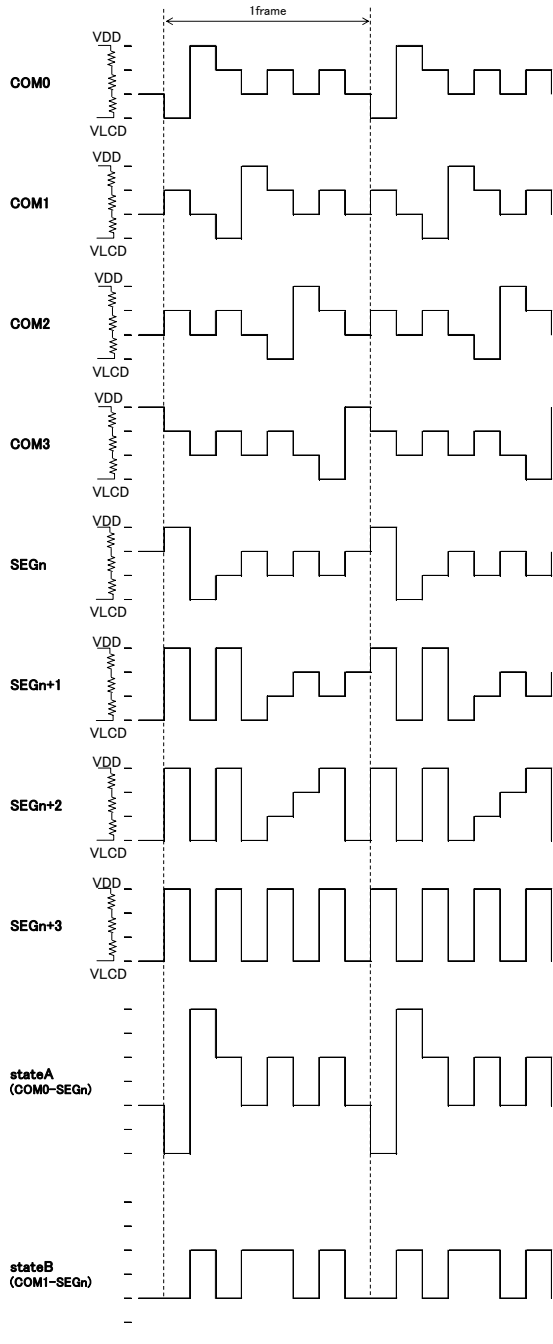 1frame
VDD
COM0
VLCD
VDD
COM1
VLCD
VDD
COM2
VLCD
VDD
COM3
VLCD
VDD
SEGn
VLCD
VDD
SEGn+1
VLCD
VDD
SEGn+2
VLCD
VDD
SEGn+3
VLCD
stateA
(COM0-SEGn)
stateB
(COM1-SEGn)